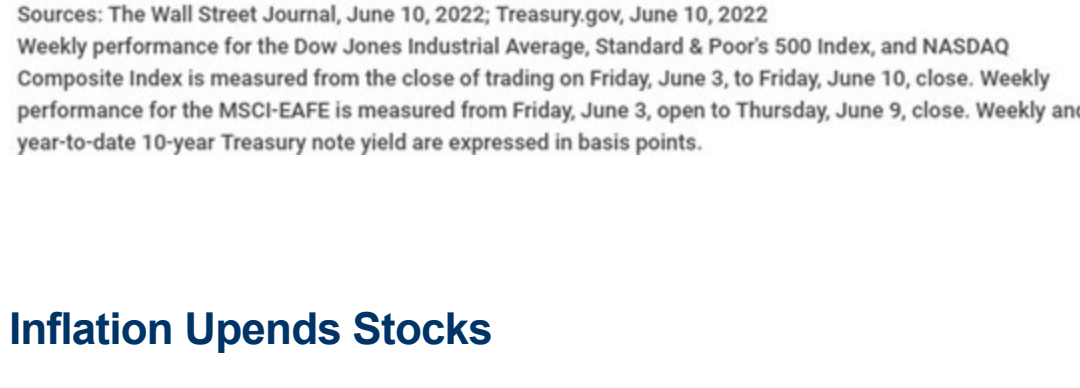 Sources: The Wall Street Journal, June 10, 2022; Treasury.gov, June 10, 2022
Weekly performance for the Dow Jones Industrial Average, Standard & Poor's 500 Index, and NASDAQ
Composite Index is measured from the close of trading on Friday, June 3, to Friday, June 10, close. Weekly
performance for the MSCI-EAFE is measured from Friday, June 3, open to Thursday, June 9, close. Weekly and
year-to-date 10-year Treasury note yield are expressed in basis points.
Inflation Upends Stocks